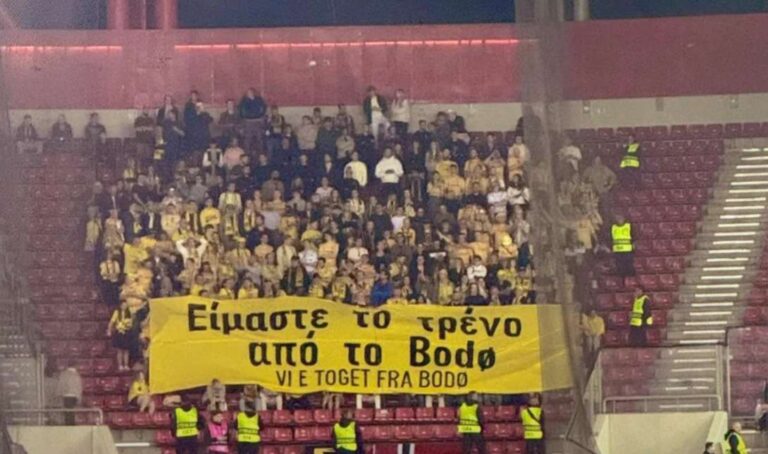 Είμαστε το τρένο
από το Bodø
VI E TOGET FRA BODØ